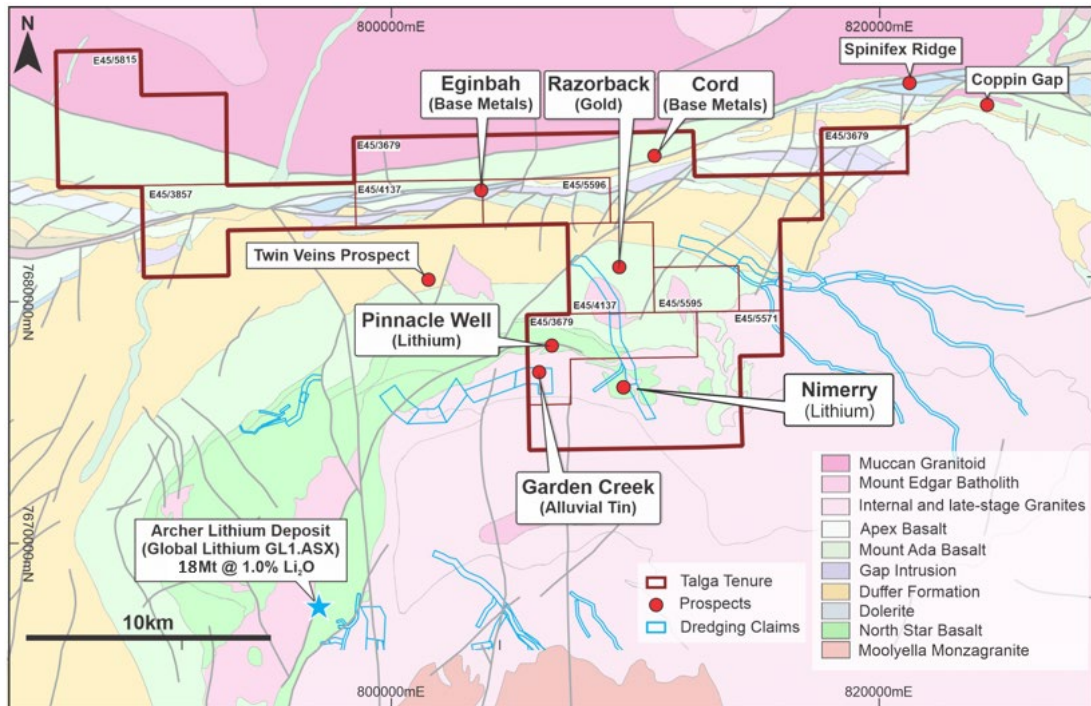 N
800000mE
820000mE
Spinifex Ridge
Coppin Gap
E45/5815
Eginbah
(Base Metals)
Razorback
(Gold)
Cord
(Base Metals)
E45/3679
E45/3679
E45/3857
E45/4137
E45/5596
Twin Veins Prospect
7680000mN
E45/4137
E45/5595
E45/5571
E45/3679
Pinnacle Well
(Lithium)
Nimerry
(Lithium)
Garden Creek
(Alluvial Tin)
7670000mN
Archer Lithium Deposit
(Global Lithium GL1.ASX)
18Mt @ 1.0% Li₂O
10km
Talga Tenure
Prospects
Dredging Claims
Muccan Granitoid
Mount Edgar Batholith
Internal and late-stage Granites
Apex Basalt
Mount Ada Basalt
Gap Intrusion
Duffer Formation
Dolerite
North Star Basalt
Moolyella Monzagranite
800000mE
820000mE